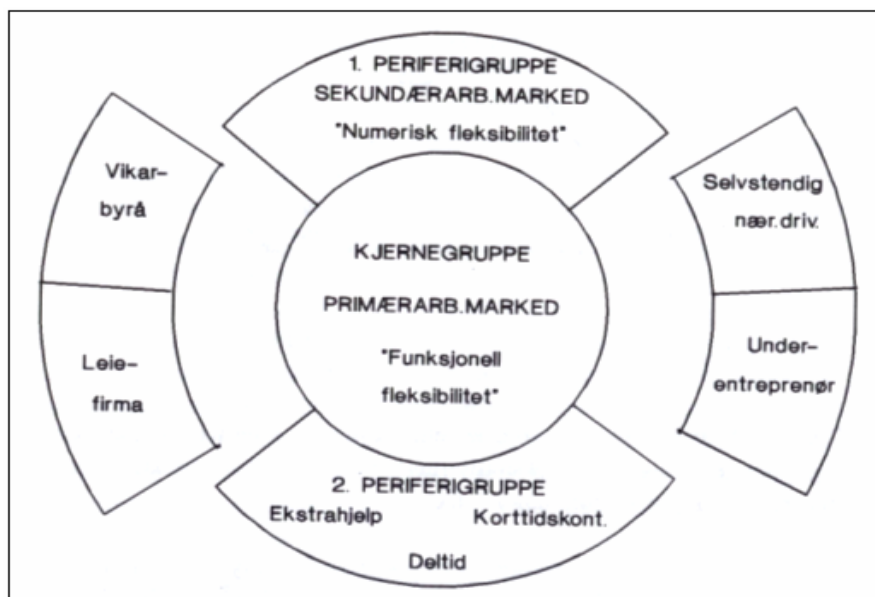 1. PERIFERIGRUPPE
SEKUNDÆRARB.MARKED
"Numerisk fleksibilitet"
Vikar-
byrå
Leie-
firma
KJERNEGRUPPE
PRIMÆRARB.MARKED
"Funksjonell
fleksibilitet"
Selvstendig
nær.driv.
Under-
entreprenør
2. PERIFERIGRUPPE
Ekstrahjelp Korttidskont.
Deltid